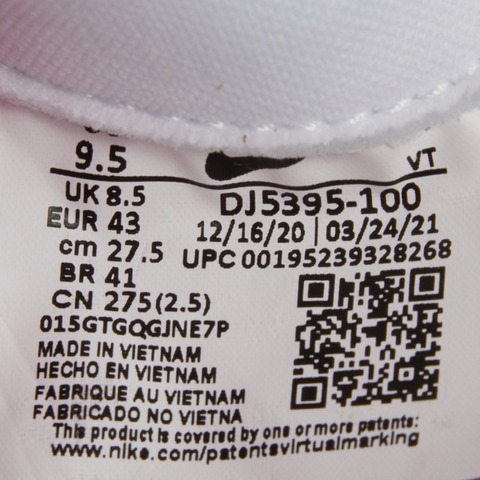 9.5 VT
UK 8.5
EUR 43
cm 27.5
BR 41
CN 275(2.5)
DJ5395-100
12/16/20 | 03/24/21
UPC 00195239328268
015GTGQGJNE7P
MADE IN VIETNAM
HECHO EN VIETNAM
FABRIQUE AU VIETNAM
FABRICADO NO VIETNA
This product is covered by one or more patents:
www.nike.com/patentsvirtualmarking